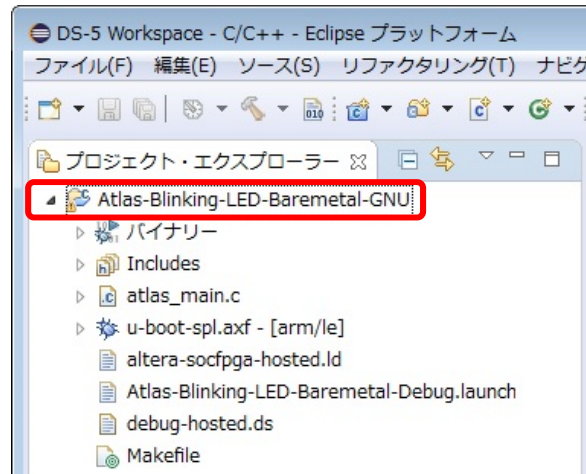 DS-5 Workspace - C/C++ - Eclipse プラットフォーム
ファイル(F) 編集(E) ソース(S) リファクタリング(T) ナビゲ
プロジェクト・エクスプローラー
Atlas-Blinking-LED-Baremetal-GNU
バイナリー
Includes
atlas_main.c
u-boot-spl.axf - [arm/le]
altera-socfpga-hosted.ld
Atlas-Blinking-LED-Baremetal-Debug.launch
debug-hosted.ds
Makefile